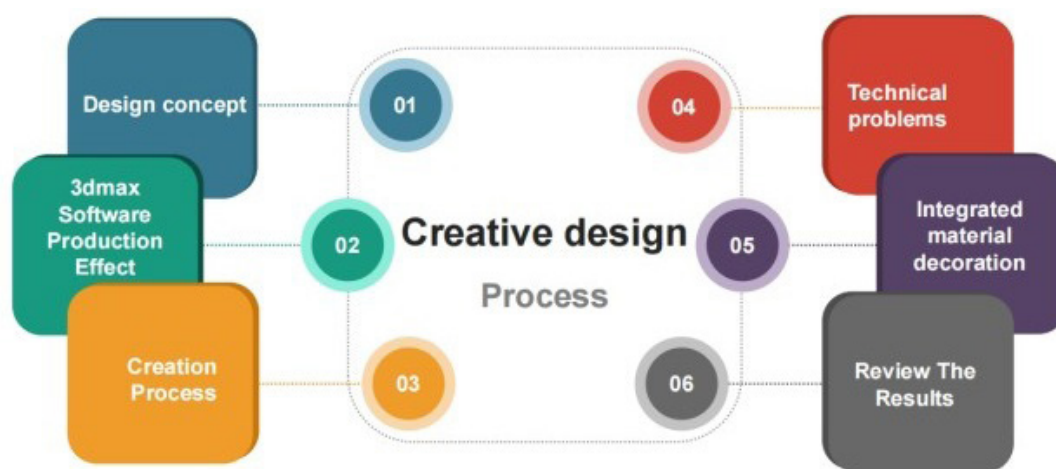 Design concept
01
3dmax
Software
Production
Effect
02
Creation
Process
03
Creative design
Process
04
Technical
problems
05
Integrated
material
decoration
06
Review The
Results